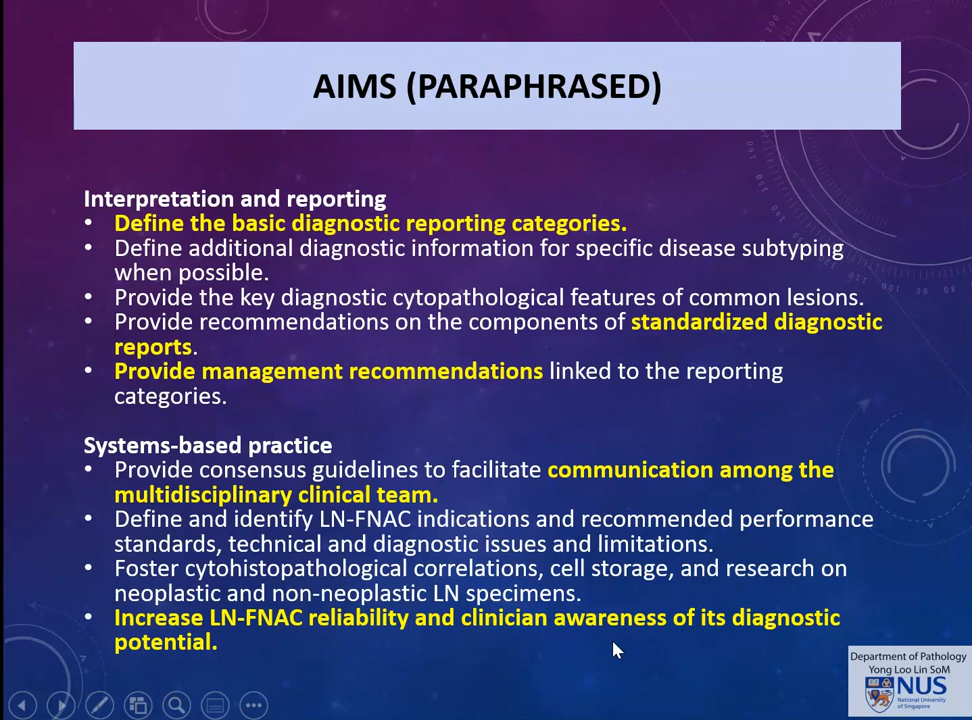 AIMS (PARAPHRASED)
Interpretation and reporting
• Define the basic diagnostic reporting categories.
• Define additional diagnostic information for specific disease subtyping
when possible.
• Provide the key diagnostic cytopathological features of common lesions.
• Provide recommendations on the components of standardized diagnostic
reports.
• Provide management recommendations linked to the reporting
categories.
Systems-based practice
• Provide consensus guidelines to facilitate communication among the
multidisciplinary clinical team.
• Define and identify LN-FNAC indications and recommended performance
standards, technical and diagnostic issues and limitations.
• Foster cytohistopathological correlations, cell storage, and research on
neoplastic and non-neoplastic LN specimens.
• Increase LN-FNAC reliability and clinician awareness of its diagnostic
potential.
Department of Pathology
Yong Loo Lin SoM
NUS
National University
of Singapore